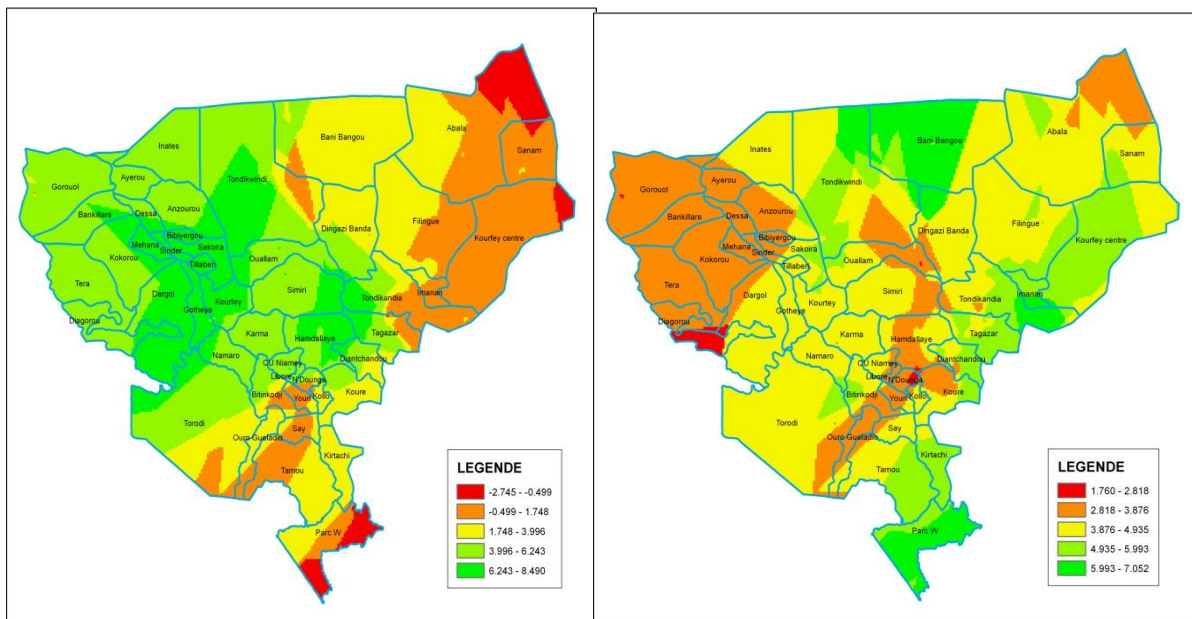 Abala
Bani Bangou
Sanam
Inates
Tondikwindi
Gorouol
Ayerou
Bankillare
Dessa
Anzourou
Filingue
Dingazi Banda
Kourfey centre
Bibiyergou
Mehana
Sinder
Sakoira
Kokorou
Ouallam
Tera
Dargol
Kourtey
Simiri
Imanan
Tondikandia
Gotheye
Diagorou
Karma
Hamdallaye
Tagazar
Namaro
CU Niamey
Diantchandou
Libore
N'Dounga
Bitinkodji
Youri
Kollo
Koure
Torodi
Say
Ouro Gueladio
Kirtachi
Tamou
Parc W
LEGENDE
-2.745 - -0.499
-0.499 - 1.748
1.748 - 3.996
3.996 - 6.243
6.243 - 8.490
Abala
Bani Bangou
Sanam
Inates
Tondikwindi
Gorouol
Ayerou
Bankillare
Dessa
Anzourou
Filingue
Dingazi Banda
Kourfey centre
Bibiyergou
Mehana
Sinder
Sakoira
Kokorou
Ouallam
Tera
Dargol
Kourtey
Simiri
Imanan
Tondikandia
Gotheye
Diagorou
Karma
Hamdallaye
Tagazar
Namaro
CU Niamey
Diantchandou
Libore
N'Dounga
Bitinkodji
Youri
Kollo
Koure
Torodi
Say
Ouro Gueladio
Kirtachi
Tamou
Parc W
LEGENDE
1.760 - 2.818
2.818 - 3.876
3.876 - 4.935
4.935 - 5.993
5.993 - 7.052